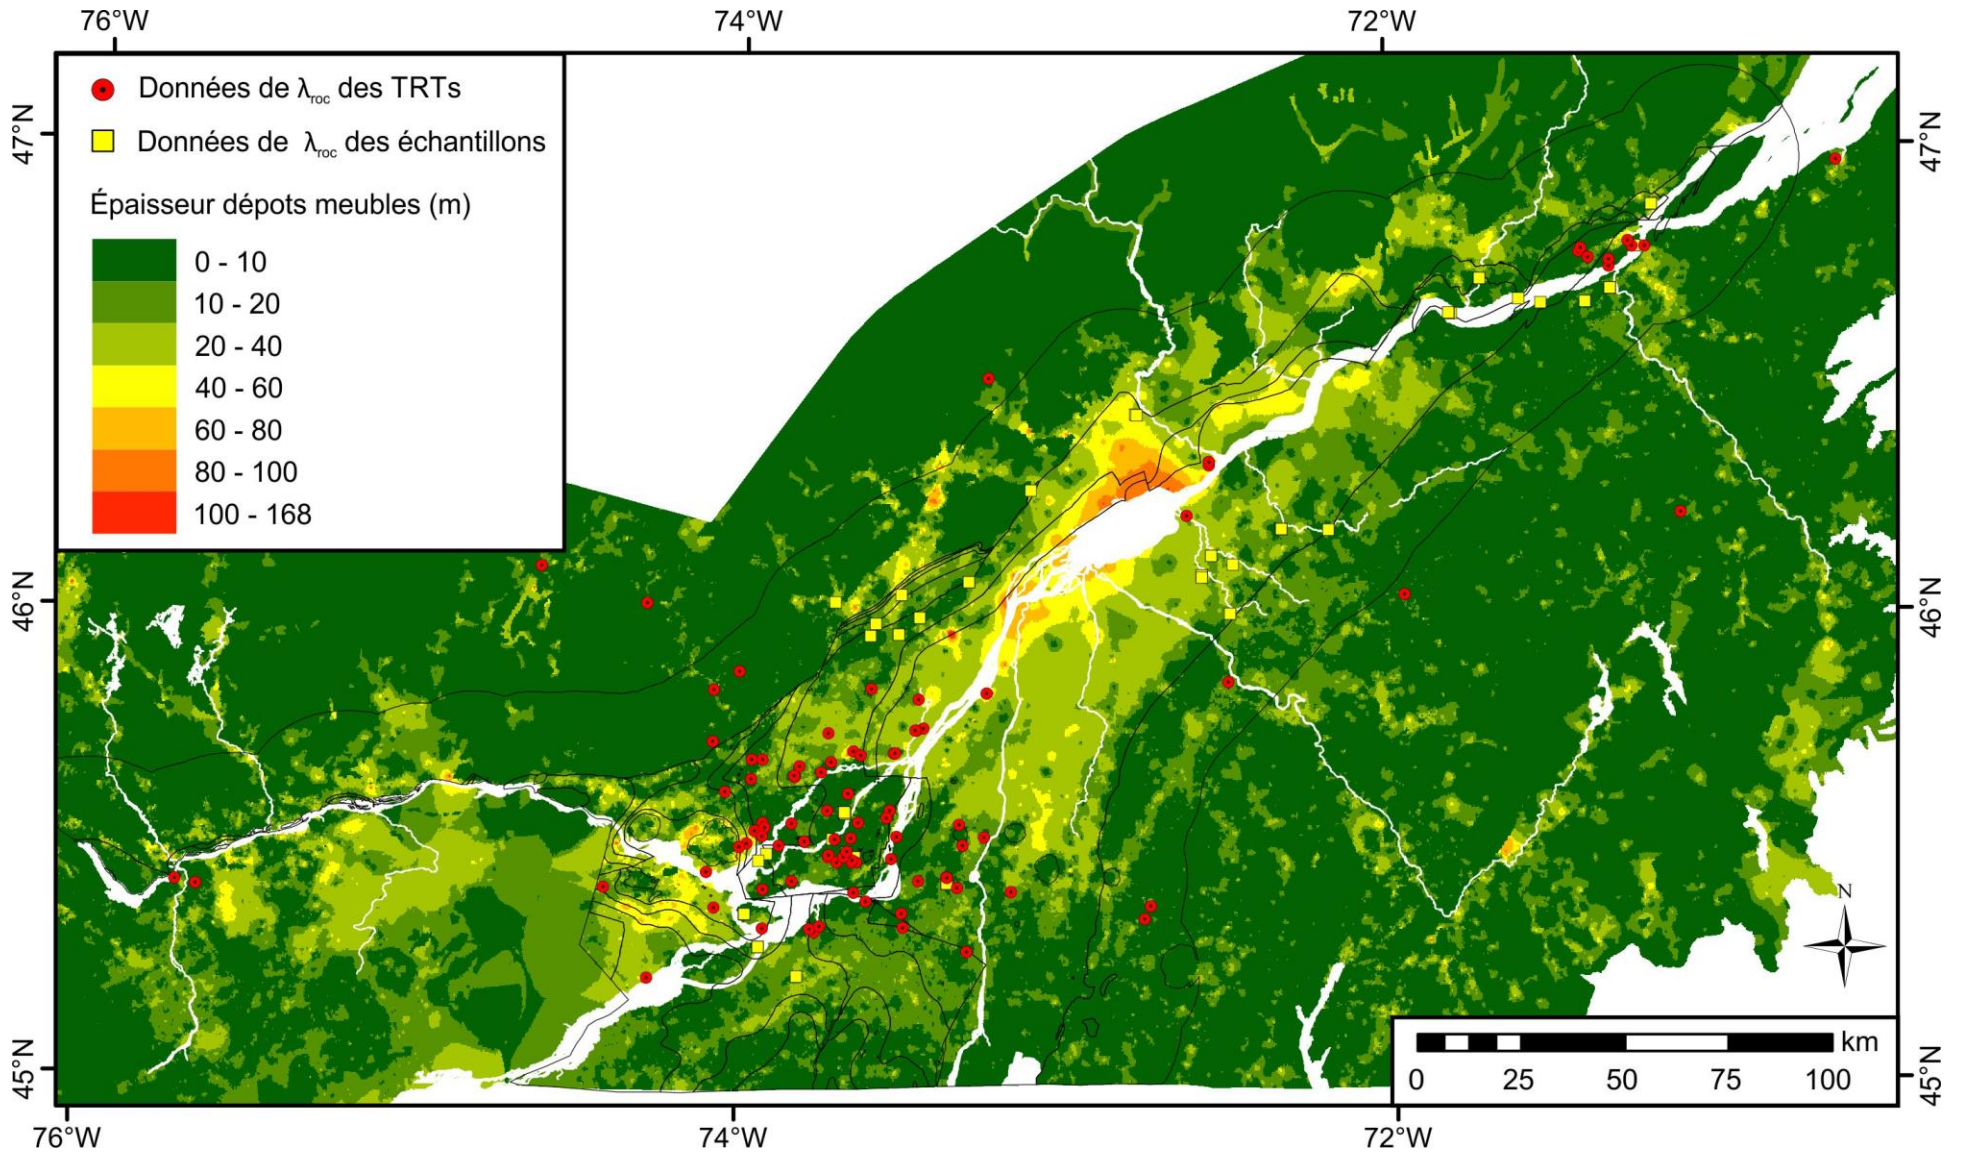 76°W 74°W 72°W
47°N
46°N
45°N
Données de λroc des TRTs
Données de λroc des échantillons
Épaisseur dépots meubles (m)
0 - 10
10 - 20
20 - 40
40 - 60
60 - 80
80 - 100
100 - 168
47°N
46°N
45°N
N
km
0 25 50 75 100
76°W 74°W 72°W